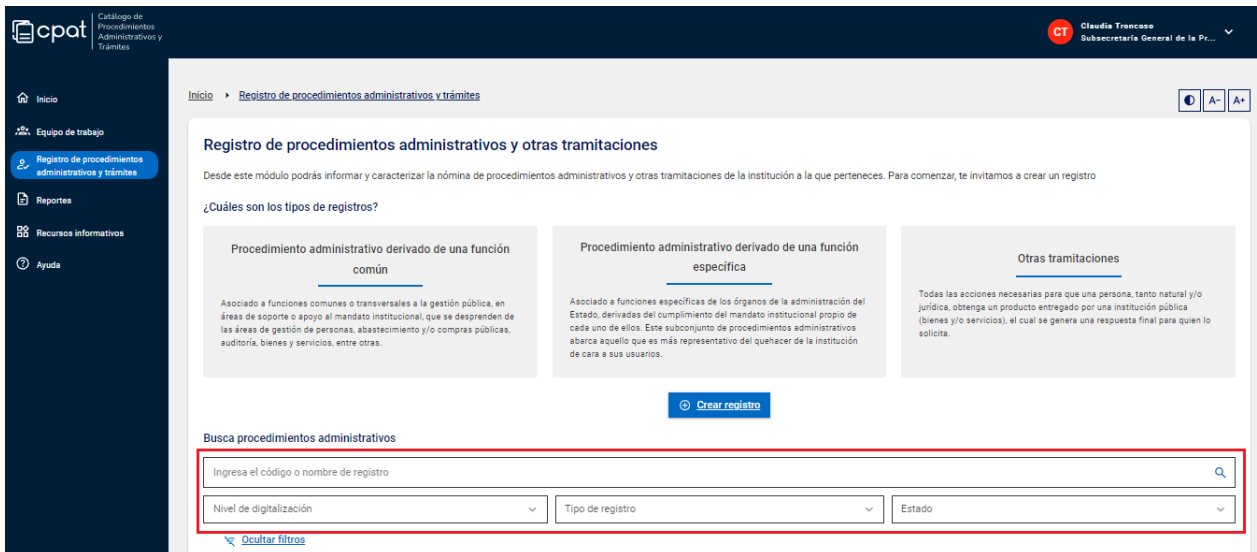 cpat
Catálogo de
Procedimientos
Administrativos y
Trámites
CT
Claudia Troncoso
Subsecretaría General de la Pr...
Inicio
Equipo de trabajo
Registro de procedimientos
administrativos y trámites
Reportes
Recursos informativos
Ayuda
Inicio
Registro de procedimientos administrativos y trámites
A-
A+
Registro de procedimientos administrativos y otras tramitaciones
Desde este módulo podrás informar y caracterizar la nómina de procedimientos administrativos y otras tramitaciones de la institución a la que perteneces. Para comenzar, te invitamos a crear un registro
¿Cuáles son los tipos de registros?
Procedimiento administrativo derivado de una función
común
Asociado a funciones comunes o transversales a la gestión pública, en
áreas de soporte o apoyo al mandato institucional, que se desprenden de
las áreas de gestión de personas, abastecimiento y/o compras públicas,
auditoría, bienes y servicios, entre otras.
Procedimiento administrativo derivado de una función
específica
Asociado a funciones específicas de los órganos de la administración del
Estado, derivadas del cumplimiento del mandato institucional propio de
cada uno de ellos. Este subconjunto de procedimientos administrativos
abarca aquello que es más representativo del quehacer de la institución
de cara a sus usuarios.
Otras tramitaciones
Todas las acciones necesarias para que una persona, tanto natural y/o
jurídica, obtenga un producto entregado por una institución pública
(bienes y/o servicios), el cual se genera una respuesta final para quien lo
solicita.
Crear registro
Busca procedimientos administrativos
Ingresa el código o nombre de registro
Nivel de digitalización
Tipo de registro
Estado
Ocultar filtros